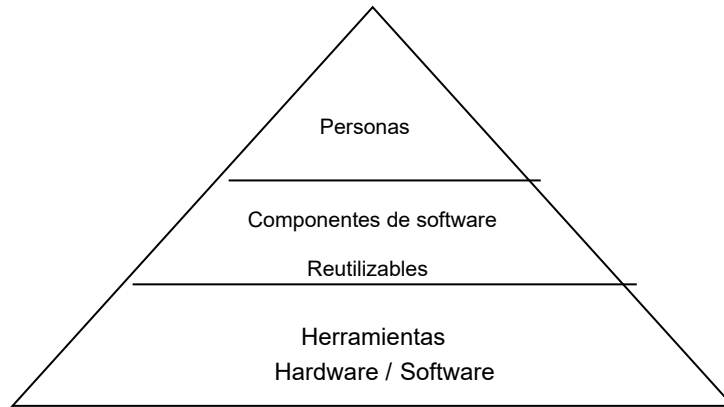 Personas
Componentes de software
Reutilizables
Herramientas
Hardware / Software